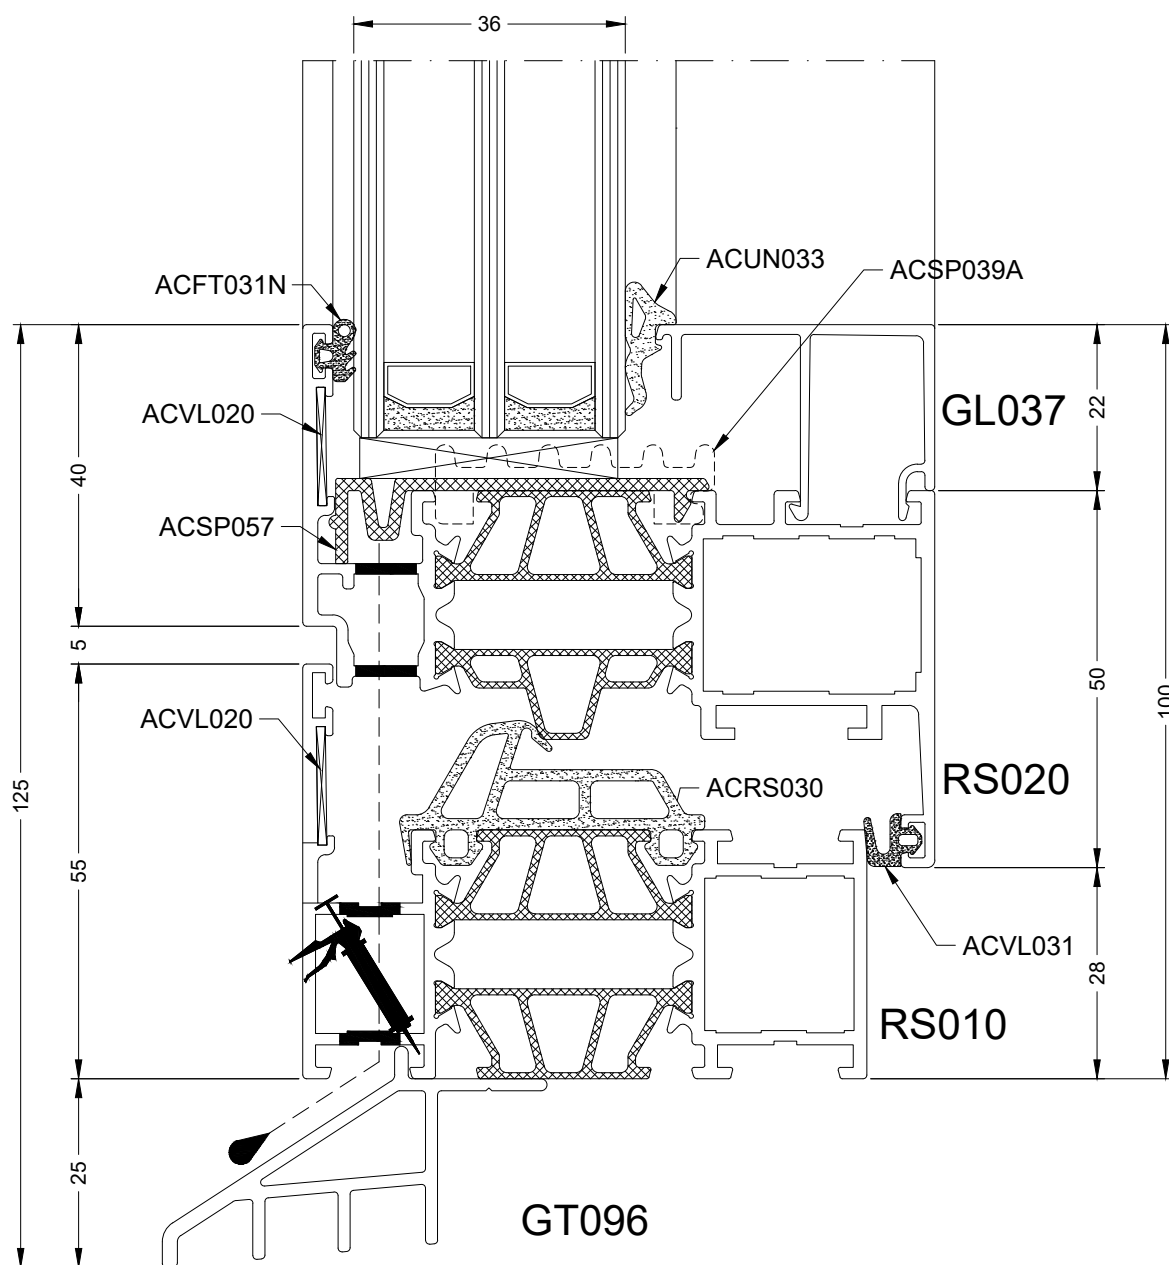 36
ACUN033
ACSP039A
ACFT031N
ACVL020
GL037
22
40
ACSP057
5
50
100
ACVL020
125
RS020
ACRS030
55
ACVL031
28
RS010
25
GT096